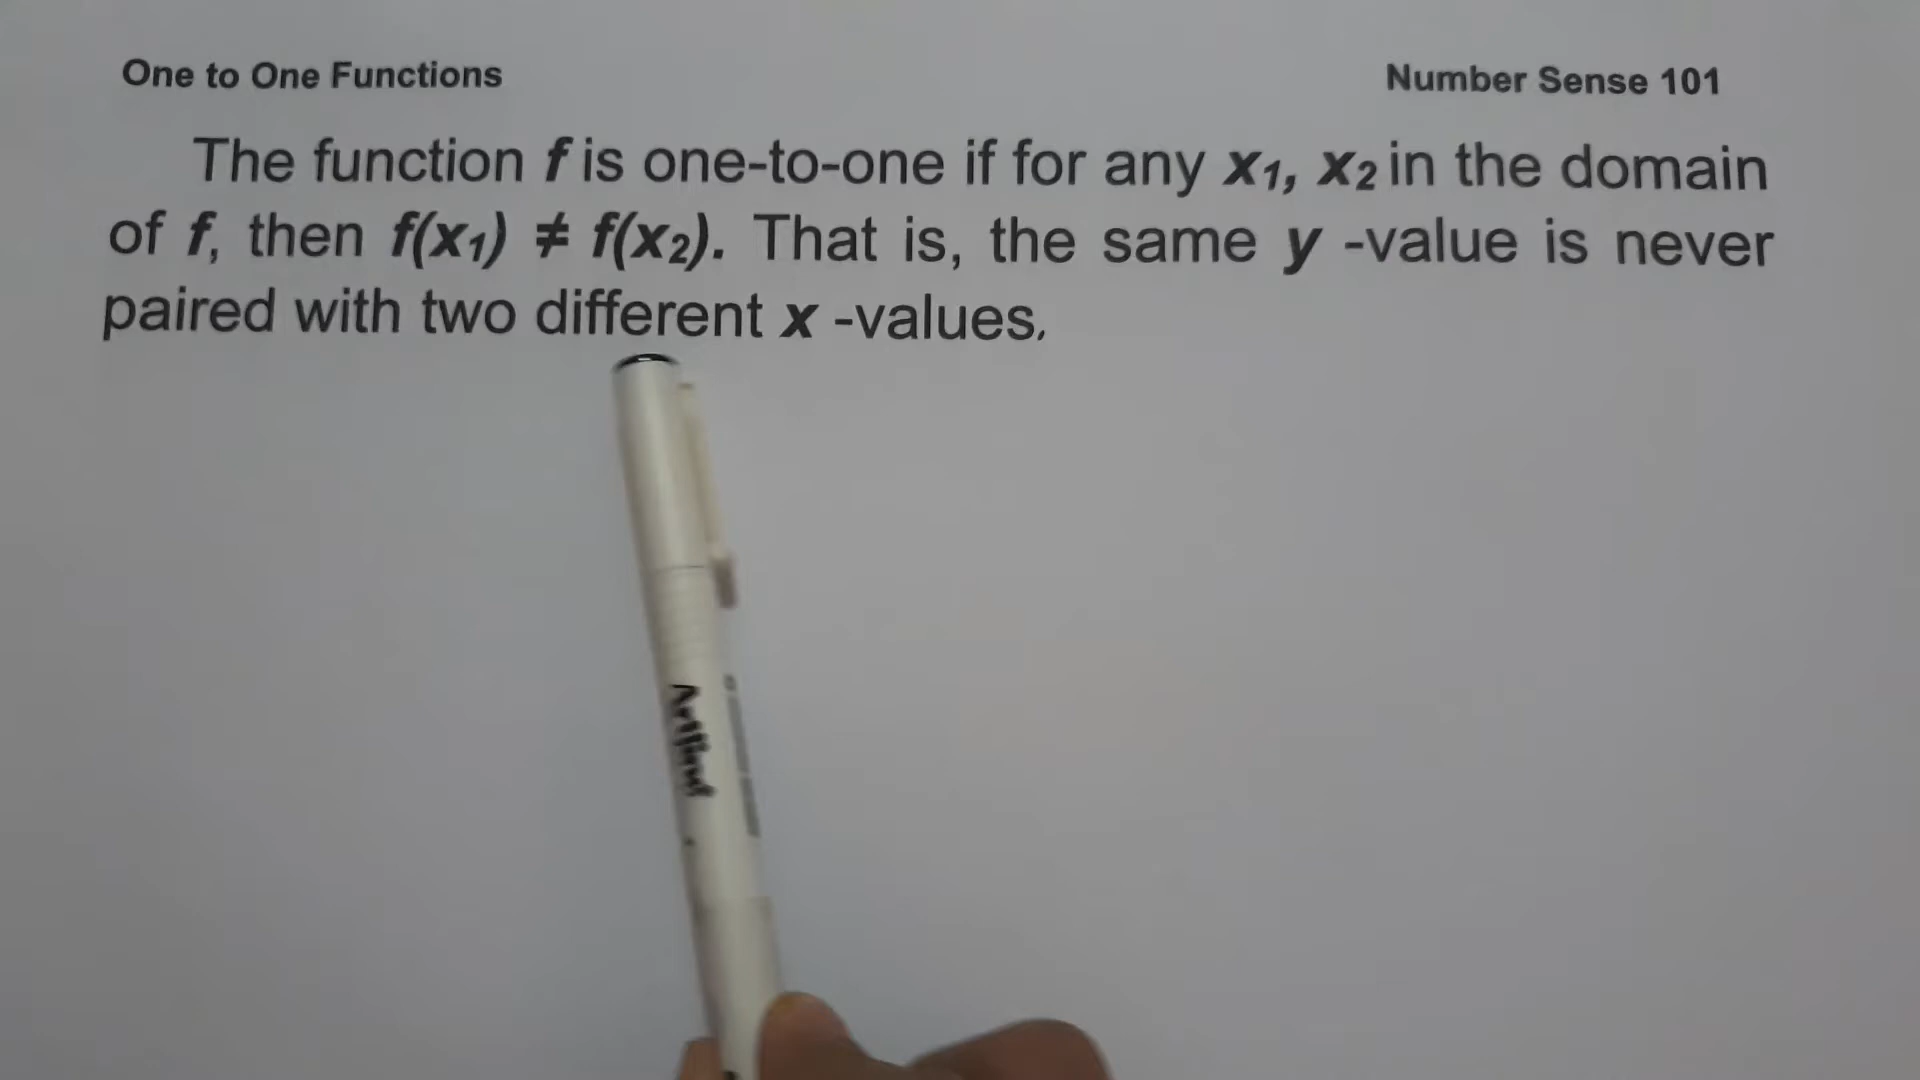 One to One Functions
Number Sense 101
The function f is one-to-one if for any x₁, x₂ in the domain
of f, then f(x₁) ≠ f(x₂). That is, the same y -value is never
paired with two different x -values.
Artline